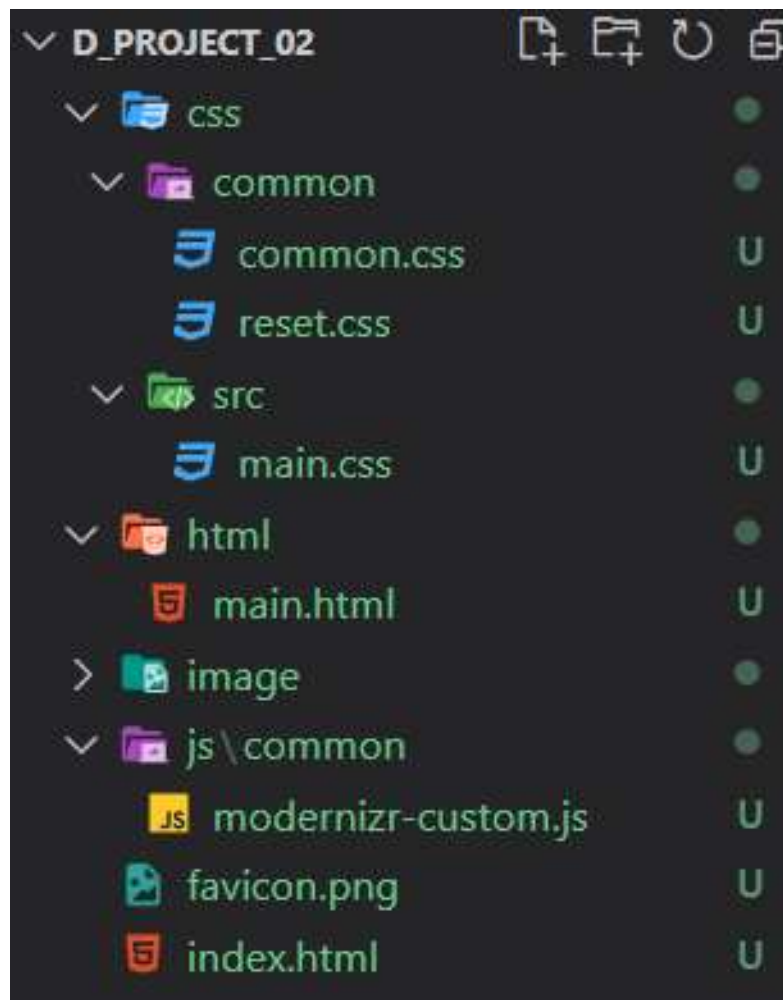 D_PROJECT_02
css
common
common.css U
reset.css U
src
main.css U
html
main.html U
image
js\common
modernizr-custom.js U
favicon.png U
index.html U